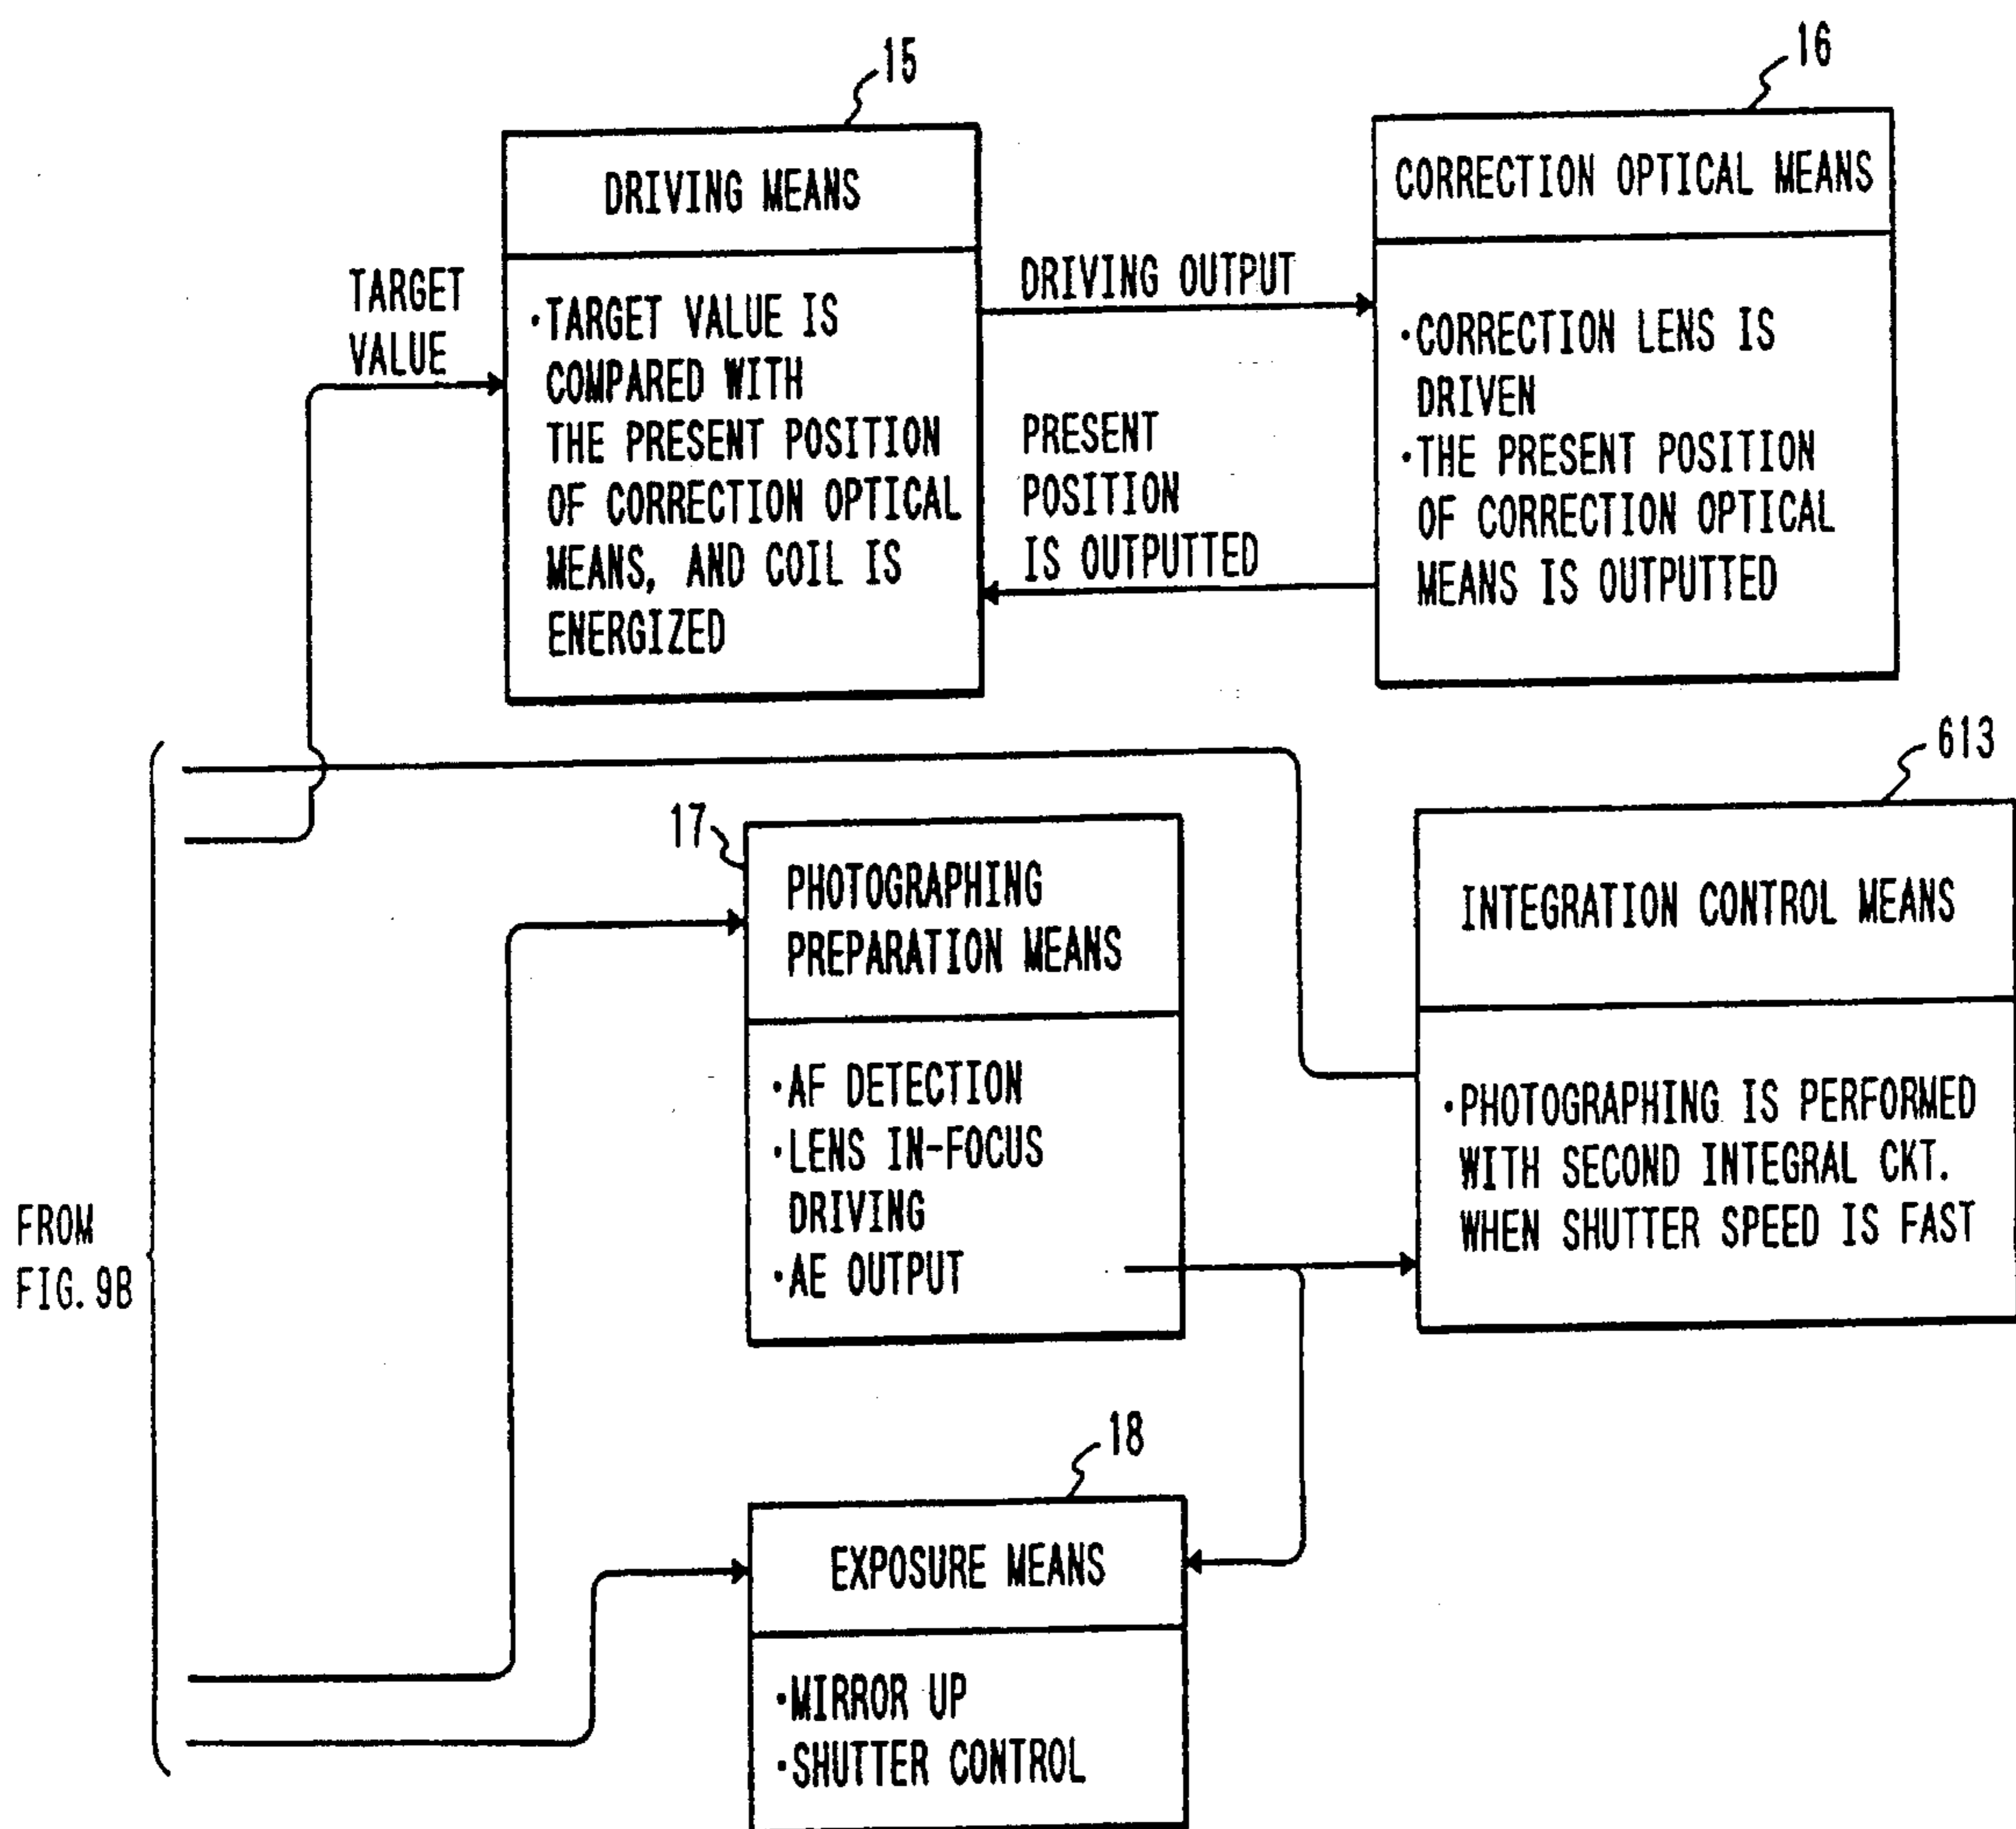 15
DRIVING MEANS
TARGET
VALUE
·TARGET VALUE IS
COMPARED WITH
THE PRESENT POSITION
OF CORRECTION OPTICAL
MEANS, AND COIL IS
ENERGIZED
DRIVING OUTPUT
PRESENT
POSITION
IS OUTPUTTED
16
CORRECTION OPTICAL MEANS
·CORRECTION LENS IS
DRIVEN
·THE PRESENT POSITION
OF CORRECTION OPTICAL
MEANS IS OUTPUTTED
FROM
FIG. 9B
17
PHOTOGRAPHING
PREPARATION MEANS
·AF DETECTION
·LENS IN-FOCUS
DRIVING
·AE OUTPUT
613
INTEGRATION CONTROL MEANS
·PHOTOGRAPHING IS PERFORMED
WITH SECOND INTEGRAL CKT.
WHEN SHUTTER SPEED IS FAST
18
EXPOSURE MEANS
·MIRROR UP
·SHUTTER CONTROL